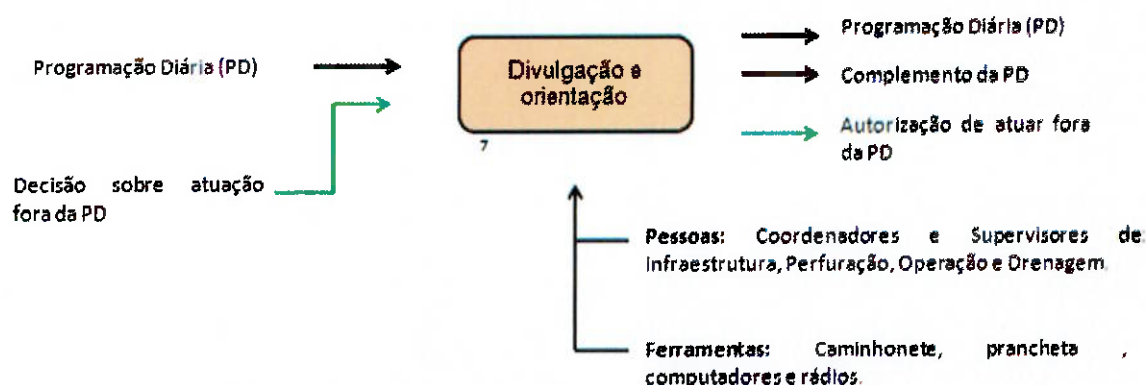 Programação Diária (PD)
Decisão sobre atuação
fora da PD
Divulgação e
orientação
7
Programação Diária (PD)
Complemento da PD
Autorização de atuar fora
da PD
Pessoas: Coordenadores e Supervisores de
Infraestrutura, Perfuração, Operação e Drenagem.
Ferramentas: Caminhonete, prancheta ,
computadores e rádios.